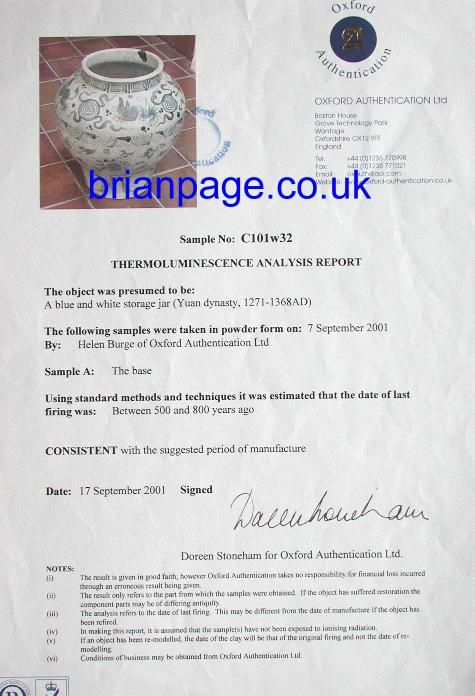 Oxford
Authentication
OXFORD AUTHENTICATION Ltd
Boston House
Grove Technology Park
Wantage
Oxfordshire OX12 9FF
England
Tel: +44 (0)1235 770998
Fax: +44 (0)1235 771021
Email:
Website: oxford-authentication.co.uk
brianpage.co.uk
Sample No: C101w32
THERMOLUMINESCENCE ANALYSIS REPORT
The object was presumed to be:
A blue and white storage jar (Yuan dynasty, 1271-1368AD)
The following samples were taken in powder form on: 7 September 2001
By: Helen Burge of Oxford Authentication Ltd
Sample A: The base
Using standard methods and techniques it was estimated that the date of last
firing was: Between 500 and 800 years ago
CONSISTENT with the suggested period of manufacture
Date: 17 September 2001 Signed
Doreen Stoneham for Oxford Authentication Ltd.
NOTES:
(i) The result is given in good faith; however Oxford Authentication takes no responsibility for financial loss incurred
through an erroneous result being given.
(ii) The result only refers to the part from which the samples were obtained. If the object has suffered restoration the
component parts may be of differing antiquity.
(iii) The analysis refers to the date of last firing. This may be different from the date of manufacture if the object has
been refired.
(iv) In making this report, it is assumed that the sample(s) have not been exposed to ionising radiation.
(v) If an object has been re-modelled, the date of the clay will be that of the original firing and not the date of re-
modelling.
(vi) Conditions of business may be obtained from Oxford Authentication Ltd.